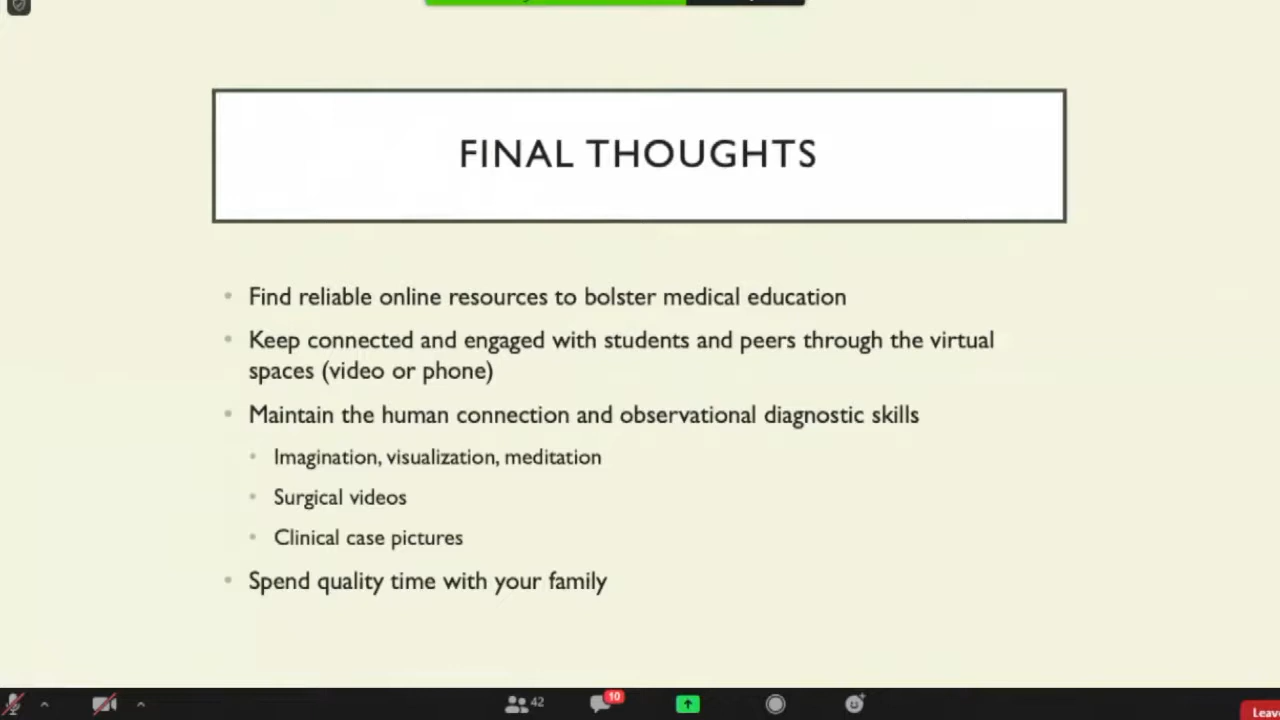 FINAL THOUGHTS
• Find reliable online resources to bolster medical education
• Keep connected and engaged with students and peers through the virtual
spaces (video or phone)
• Maintain the human connection and observational diagnostic skills
• Imagination, visualization, meditation
• Surgical videos
• Clinical case pictures
• Spend quality time with your family
42
10
Leav